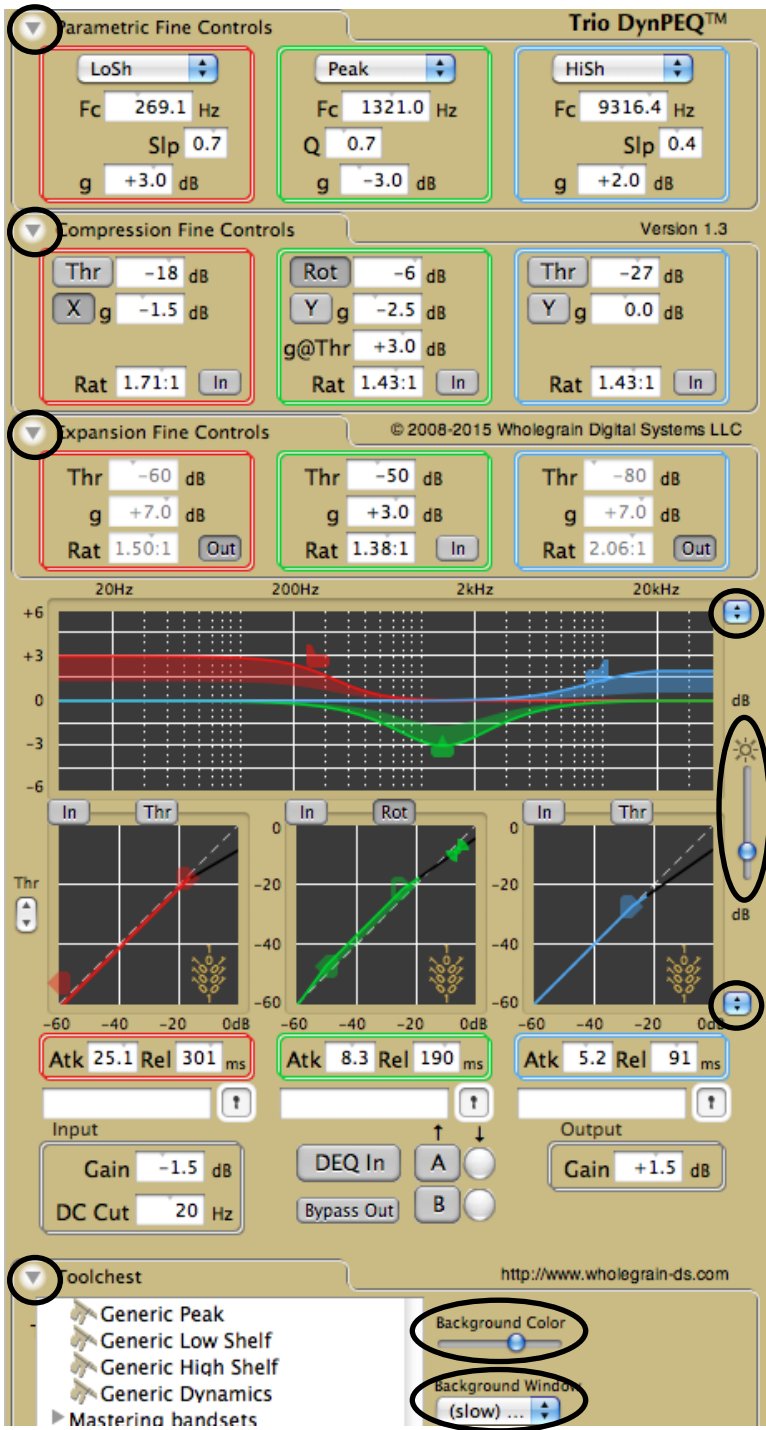 Parametric Fine Controls Trio DynPEQ™
LoSh Peak HiSh
Fc 269.1 Hz Fc 1321.0 Hz Fc 9316.4 Hz
Slp 0.7 Q 0.7 Slp 0.4
g +3.0 dB g -3.0 dB g +2.0 dB
Compression Fine Controls Version 1.3
Thr -18 dB Rot -6 dB Thr -27 dB
X g -1.5 dB Y g -2.5 dB Y g 0.0 dB
g@Thr +3.0 dB
Rat 1.71:1 In Rat 1.43:1 In Rat 1.43:1 In
Expansion Fine Controls © 2008-2015 Wholegrain Digital Systems LLC
Thr -60 dB Thr -50 dB Thr -80 dB
g +7.0 dB g +3.0 dB g +7.0 dB
Rat 1.50:1 Out Rat 1.38:1 In Rat 2.06:1 Out
20Hz 200Hz 2kHz 20kHz
+6
+3
0 dB
-3
-6
In Thr In Rot In Thr
0 0
Thr -20 -20
dB
-40 -40
-60 -60
-60 -40 -20 0dB -60 -40 -20 0dB -60 -40 -20 0dB
Atk 25.1 Rel 301 ms Atk 8.3 Rel 190 ms Atk 5.2 Rel 91 ms
Input ↑ ↓ Output
Gain -1.5 dB DEQ In A Gain +1.5 dB
DC Cut 20 Hz Bypass Out B
Toolchest http://www.wholegrain-ds.com
Generic Peak Background Color
Generic Low Shelf
Generic High Shelf
Generic Dynamics Background Window
Mastering bandsets (slow) ...